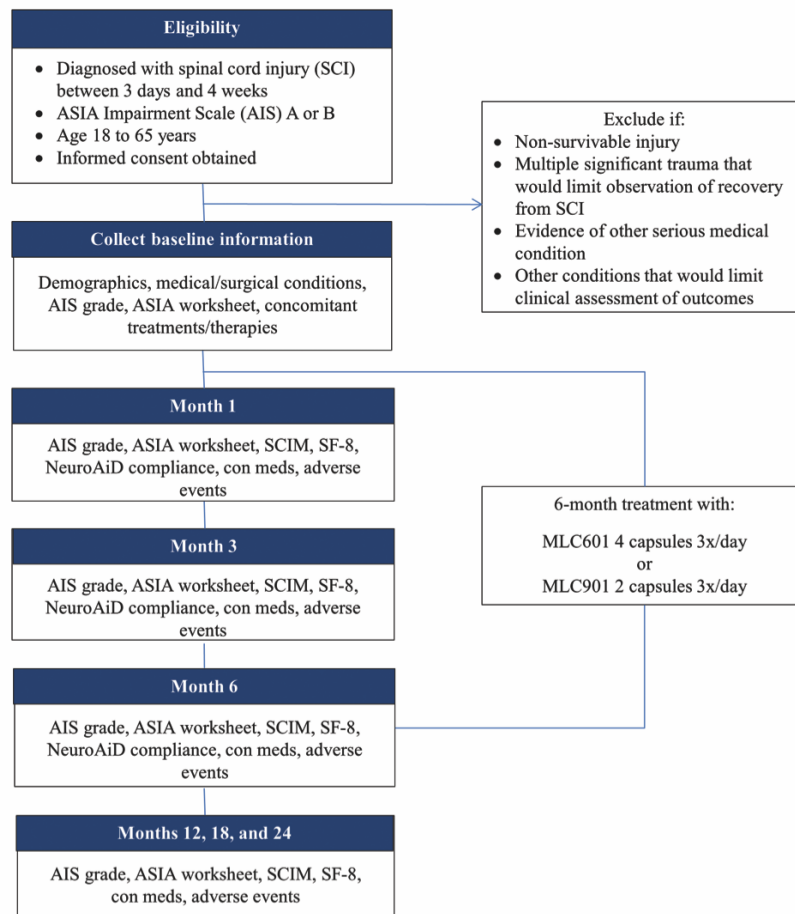 Eligibility
• Diagnosed with spinal cord injury (SCI)
between 3 days and 4 weeks
• ASIA Impairment Scale (AIS) A or B
• Age 18 to 65 years
• Informed consent obtained
Exclude if:
• Non-survivable injury
• Multiple significant trauma that
would limit observation of recovery
from SCI
• Evidence of other serious medical
condition
• Other conditions that would limit
clinical assessment of outcomes
Collect baseline information
Demographics, medical/surgical conditions,
AIS grade, ASIA worksheet, concomitant
treatments/therapies
Month 1
AIS grade, ASIA worksheet, SCIM, SF-8,
NeuroAiD compliance, con meds, adverse
events
6-month treatment with:
MLC601 4 capsules 3x/day
or
MLC901 2 capsules 3x/day
Month 3
AIS grade, ASIA worksheet, SCIM, SF-8,
NeuroAiD compliance, con meds, adverse
events
Month 6
AIS grade, ASIA worksheet, SCIM, SF-8,
NeuroAiD compliance, con meds, adverse
events
Months 12, 18, and 24
AIS grade, ASIA worksheet, SCIM, SF-8,
con meds, adverse events